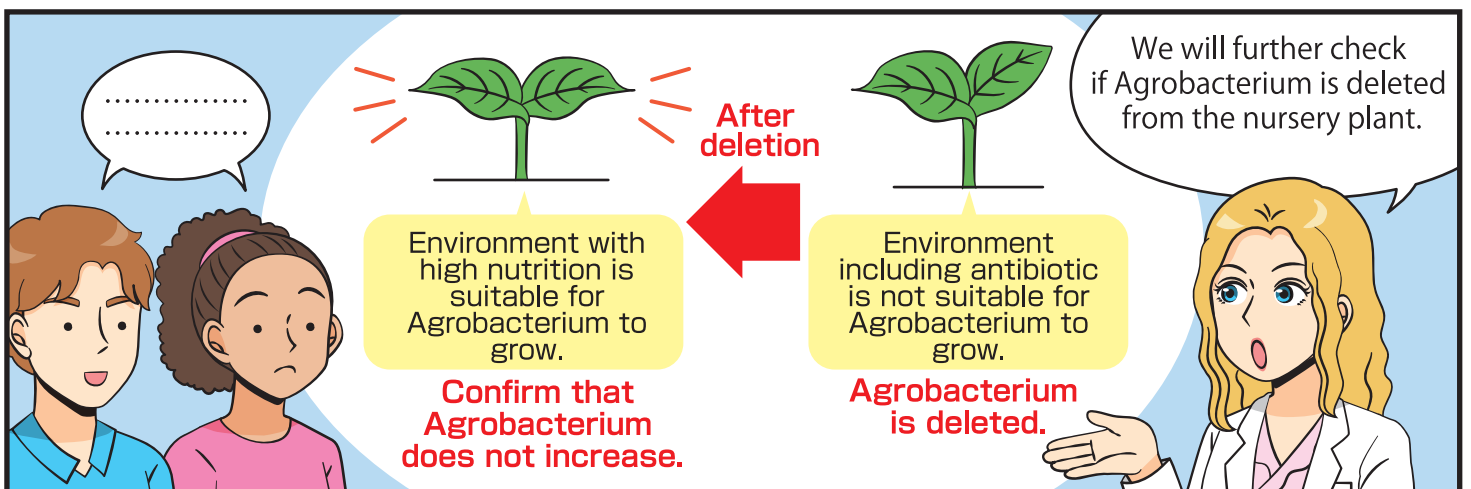 We will further check
if Agrobacterium is deleted
from the nursery plant.
Environment
including antibiotic
is not suitable for
Agrobacterium to
grow.
Agrobacterium
is deleted.
After
deletion
Environment with
high nutrition is
suitable for
Agrobacterium to
grow.
Confirm that
Agrobacterium
does not increase.
...............
...............